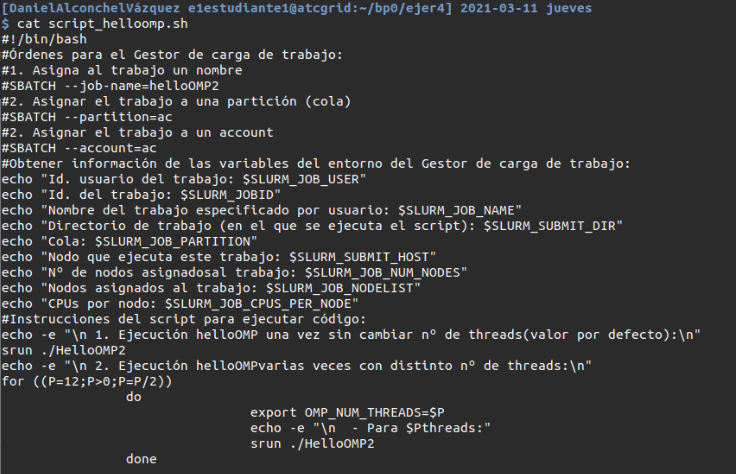 [DanielAlconchelVázquez e1estudiante1@atcgrid:~/bp0/ejer4] 2021-03-11 jueves
$ cat script_helloomp.sh
#!/bin/bash
#Órdenes para el Gestor de carga de trabajo:
#1. Asigna al trabajo un nombre
#SBATCH --job-name=helloOMP2
#2. Asignar el trabajo a una partición (cola)
#SBATCH --partition=ac
#2. Asignar el trabajo a un account
#SBATCH --account=ac
#Obtener información de las variables del entorno del Gestor de carga de trabajo:
echo "Id. usuario del trabajo: $SLURM_JOB_USER"
echo "Id. del trabajo: $SLURM_JOBID"
echo "Nombre del trabajo especificado por usuario: $SLURM_JOB_NAME"
echo "Directorio de trabajo (en el que se ejecuta el script): $SLURM_SUBMIT_DIR"
echo "Cola: $SLURM_JOB_PARTITION"
echo "Nodo que ejecuta este trabajo: $SLURM_SUBMIT_HOST"
echo "Nº de nodos asignadosal trabajo: $SLURM_JOB_NUM_NODES"
echo "Nodos asignados al trabajo: $SLURM_JOB_NODELIST"
echo "CPUs por nodo: $SLURM_JOB_CPUS_PER_NODE"
#Instrucciones del script para ejecutar código:
echo -e "\n 1. Ejecución helloOMP una vez sin cambiar nº de threads(valor por defecto):\n"
srun ./HelloOMP2
echo -e "\n 2. Ejecución helloOMPvarias veces con distinto nº de threads:\n"
for ((P=12;P>0;P=P/2))
do
export OMP_NUM_THREADS=$P
echo -e "\n  - Para $Pthreads:"
srun ./HelloOMP2
done